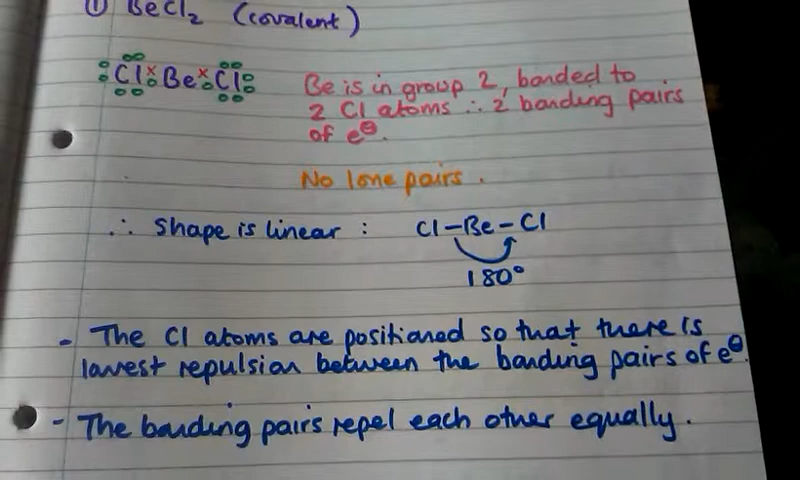 ① BeCl2 (covalent)
Cl Be Cl
Be is in group 2, bonded to
2 Cl atoms ∴ 2 bonding pairs
of e⊖.
No lone pairs.
∴ Shape is linear : Cl-Be-Cl
180°
- The Cl atoms are positioned so that there is
lowest repulsion between the bonding pairs of e⊖.
- The bonding pairs repel each other equally.